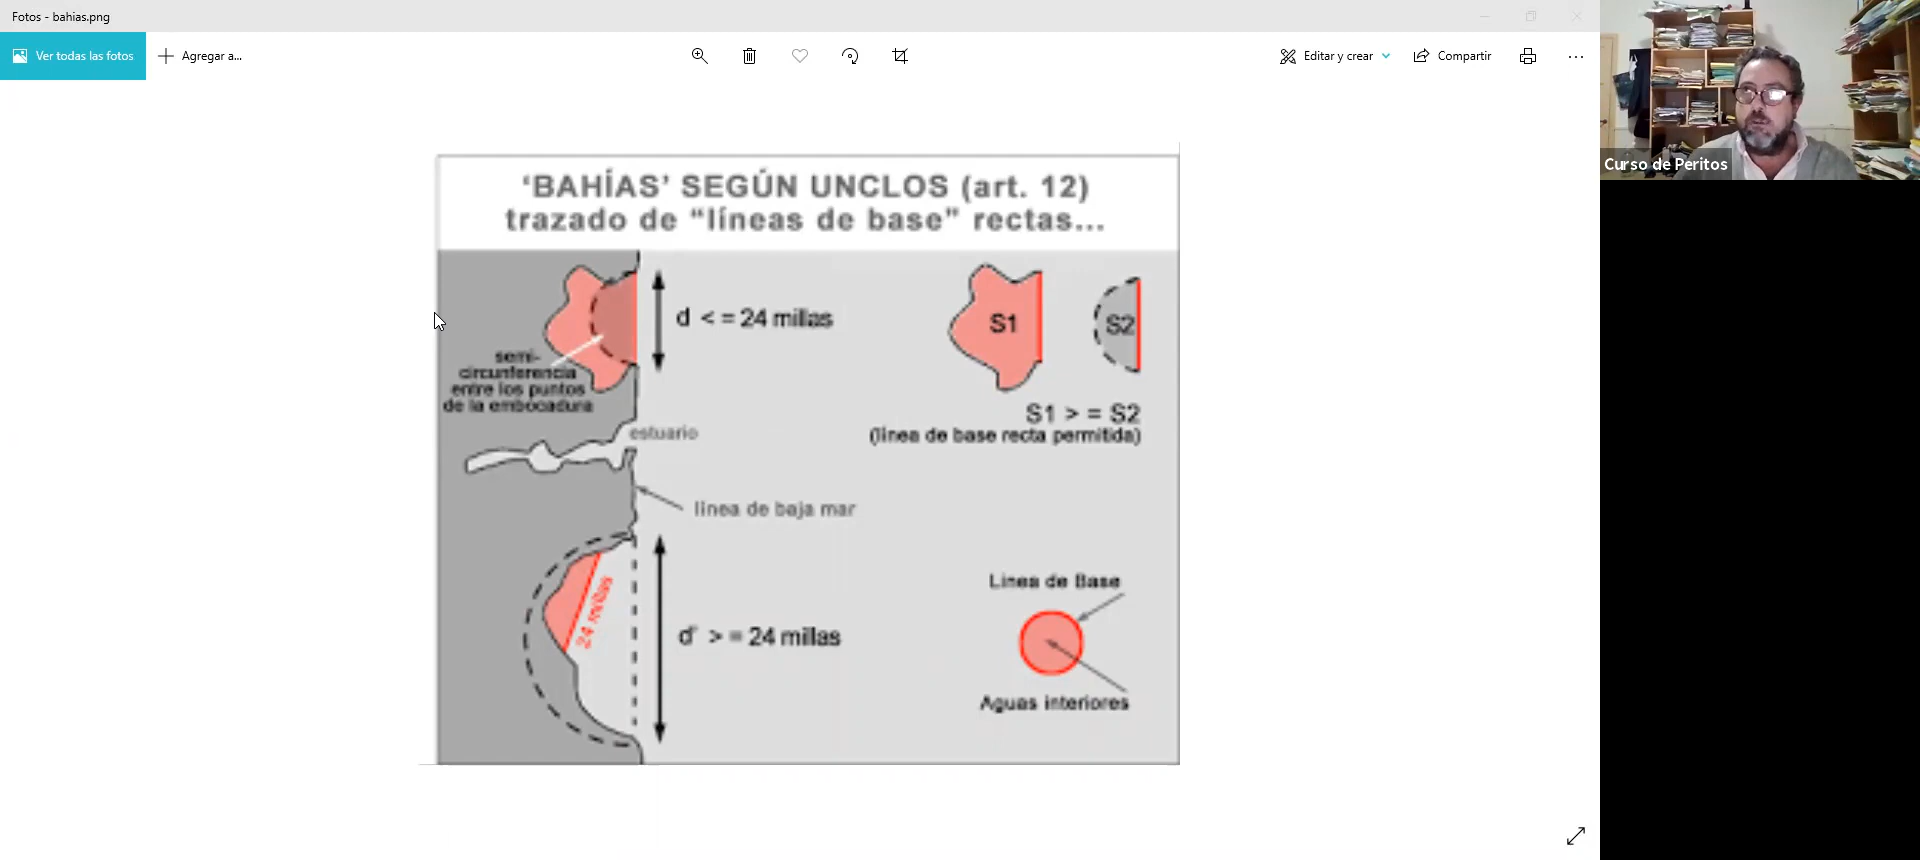 Fotos - bahias.png
Ver todas las fotos
Agregar a...
Editar y crear
Compartir
Curso de Peritos
‘BAHÍAS’ SEGÚN UNCLOS (art. 12)
trazado de “líneas de base” rectas...
d < = 24 millas
S1
S2
semi-
circunferencia
entre los puntos
de la embocadura
S1 > = S2
(línea de base recta permitida)
estuario
línea de baja mar
24 millas
d' > = 24 millas
Línea de Base
Aguas interiores